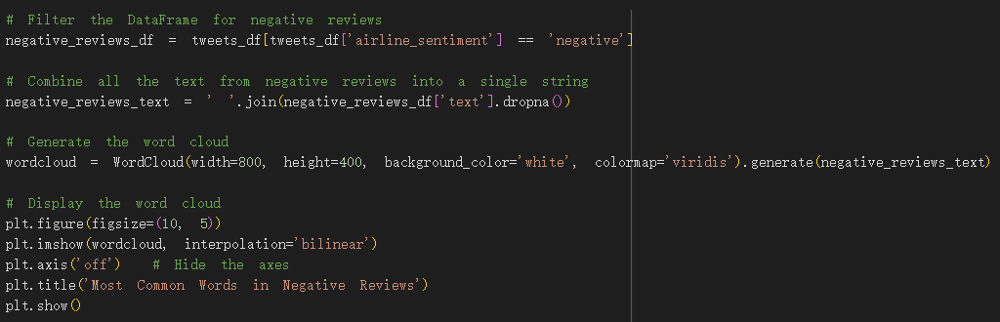 # Filter the DataFrame for negative reviews
negative_reviews_df = tweets_df[tweets_df['airline_sentiment'] == 'negative']
# Combine all the text from negative reviews into a single string
negative_reviews_text = ' '.join(negative_reviews_df['text'].dropna())
# Generate the word cloud
wordcloud = WordCloud(width=800, height=400, background_color='white', colormap='viridis').generate(negative_reviews_text)
# Display the word cloud
plt.figure(figsize=(10, 5))
plt.imshow(wordcloud, interpolation='bilinear')
plt.axis('off') # Hide the axes
plt.title('Most Common Words in Negative Reviews')
plt.show()